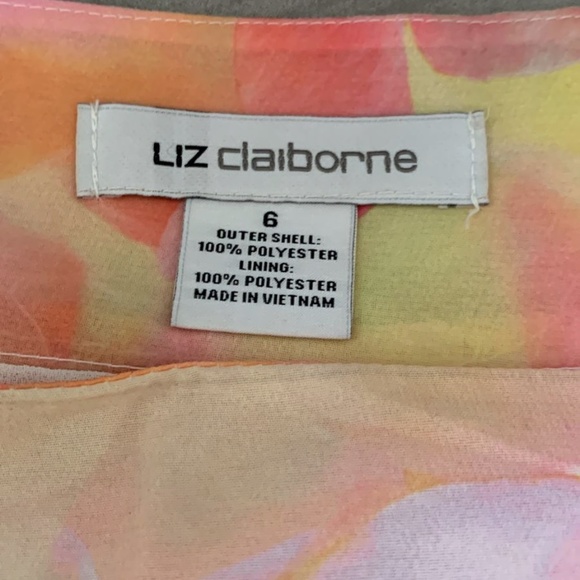 LIZ claiborne
6
OUTER SHELL:
100% POLYESTER
LINING:
100% POLYESTER
MADE IN VIETNAM